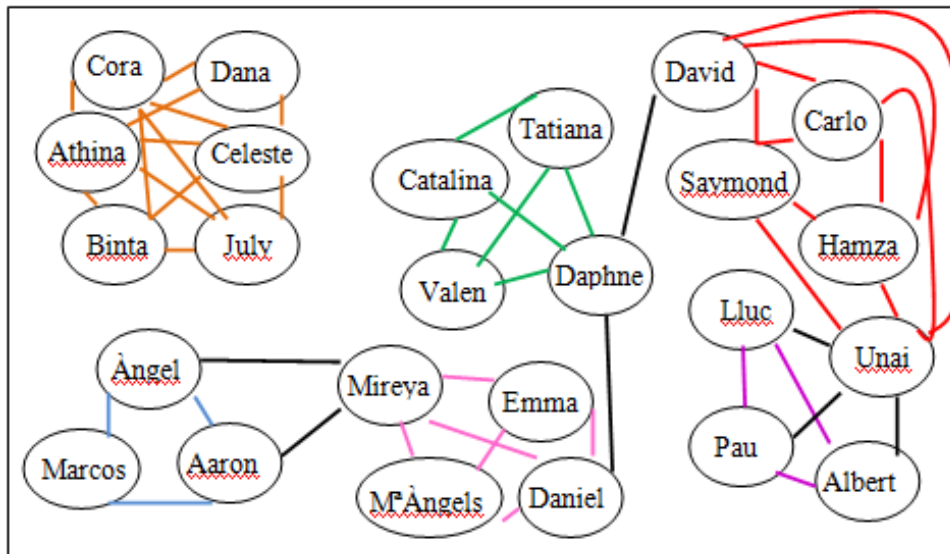 Cora
Dana
Athina
Celeste
Binta
July
Tatiana
Catalina
Valen
Daphne
David
Carlo
Saymond
Hamza
Lluc
Unai
Pau
Albert
Àngel
Marcos
Aaron
Mireya
Emma
MªÀngels
Daniel